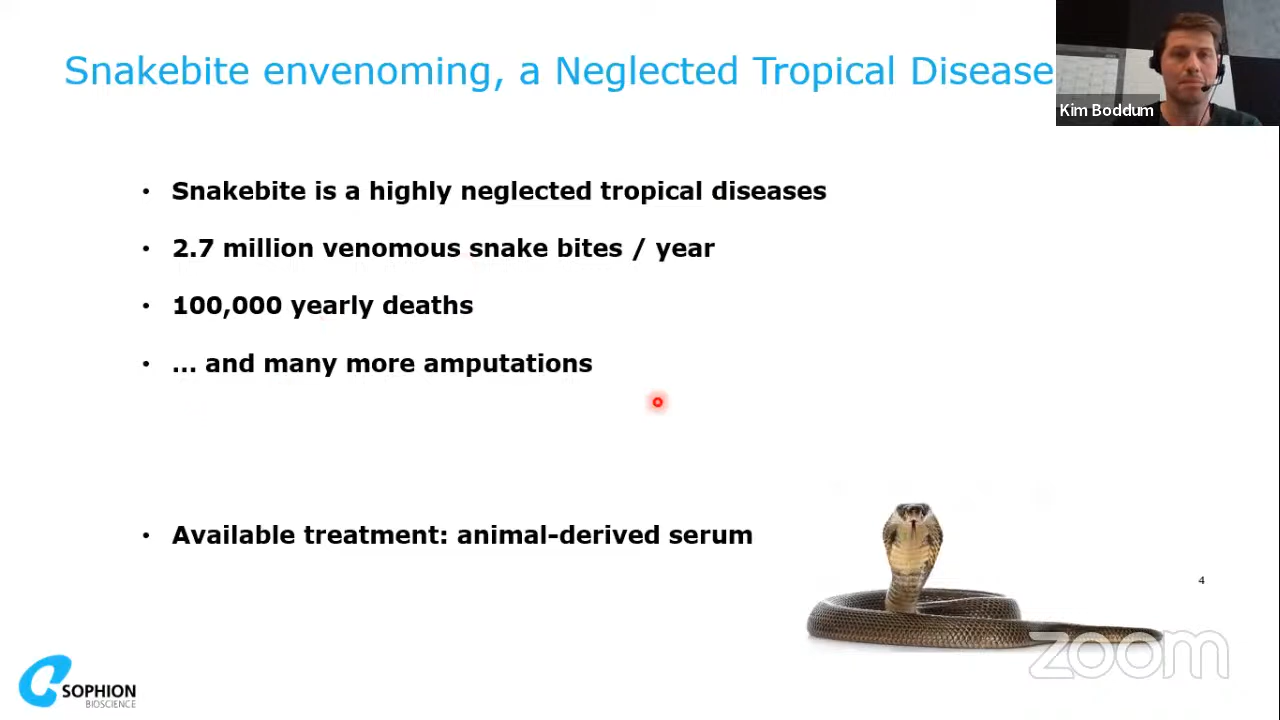 Snakebite envenoming, a Neglected Tropical Disease
Kim Boddum
• Snakebite is a highly neglected tropical diseases
• 2.7 million venomous snake bites / year
• 100,000 yearly deaths
• ... and many more amputations
• Available treatment: animal-derived serum
4
zoom
SOPHION
BIOSCIENCE